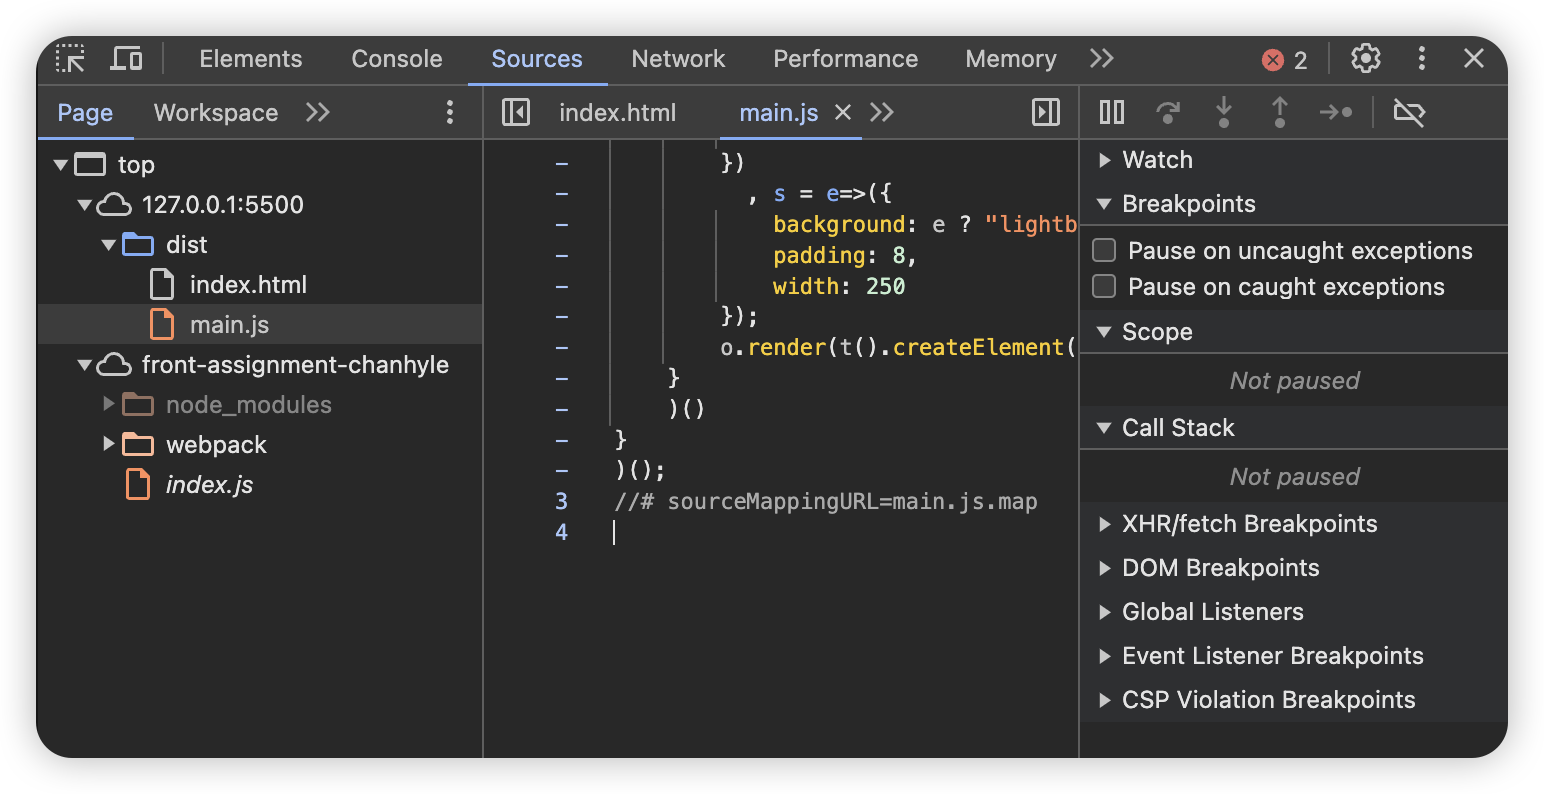 Elements Console Sources Network Performance Memory 2
Page Workspace
index.html main.js
top
127.0.0.1:5500
dist
index.html
main.js
front-assignment-chanhyle
node_modules
webpack
index.js
– })
– , s = e=>({
– background: e ? "lightb
– padding: 8,
– width: 250
– });
– o.render(t().createElement(
– }
– )()
– }
– )();
3 //# sourceMappingURL=main.js.map
4
Watch
Breakpoints
Pause on uncaught exceptions
Pause on caught exceptions
Scope
Not paused
Call Stack
Not paused
XHR/fetch Breakpoints
DOM Breakpoints
Global Listeners
Event Listener Breakpoints
CSP Violation Breakpoints